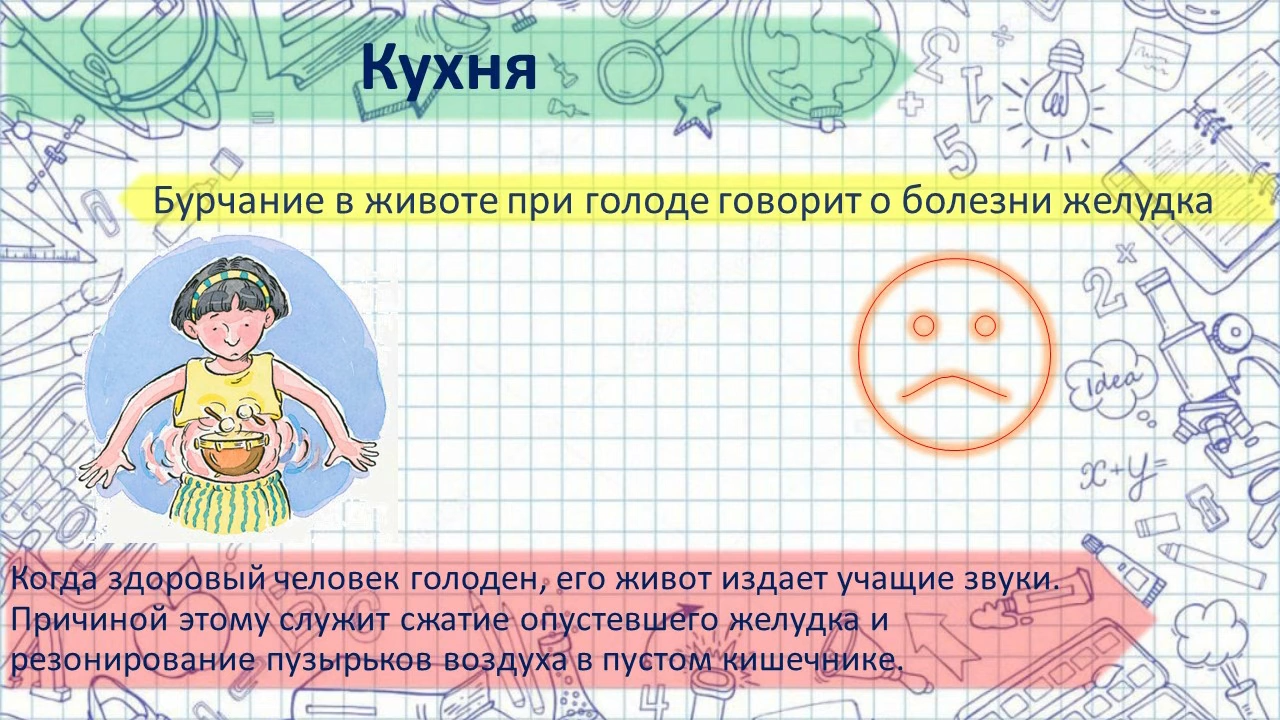 Кухня
Бурчание в животе при голоде говорит о болезни желудка
Idea
x+y=
Когда здоровый человек голоден, его живот издает учащие звуки.
Причиной этому служит сжатие опустевшего желудка и
резонирование пузырьков воздуха в пустом кишечнике.